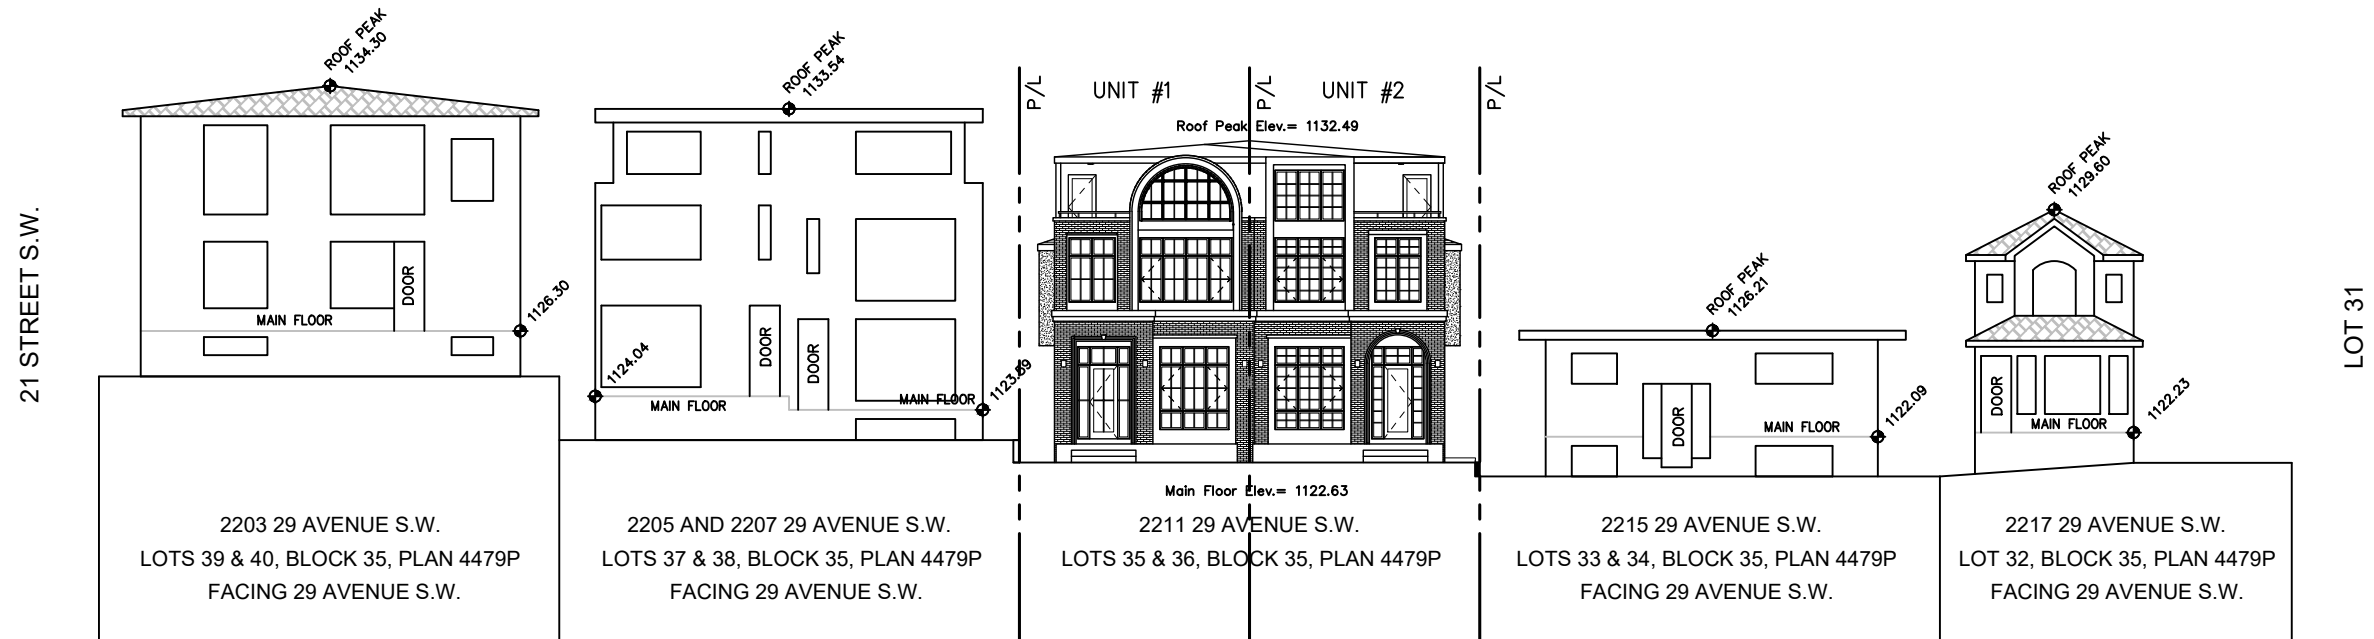 21 STREET S.W.
ROOF PEAK
1134.30
MAIN FLOOR
DOOR
1126.30
2203 29 AVENUE S.W.
LOTS 39 & 40, BLOCK 35, PLAN 4479P
FACING 29 AVENUE S.W.
ROOF PEAK
1133.54
1124.04
DOOR
DOOR
MAIN FLOOR
MAIN FLOOR
1123.59
2205 AND 2207 29 AVENUE S.W.
LOTS 37 & 38, BLOCK 35, PLAN 4479P
FACING 29 AVENUE S.W.
P/L
UNIT #1
P/L
UNIT #2
P/L
Roof Peak Elev.= 1132.49
Main Floor Elev.= 1122.63
2211 29 AVENUE S.W.
LOTS 35 & 36, BLOCK 35, PLAN 4479P
ROOF PEAK
1126.21
DOOR
MAIN FLOOR
1122.09
2215 29 AVENUE S.W.
LOTS 33 & 34, BLOCK 35, PLAN 4479P
FACING 29 AVENUE S.W.
ROOF PEAK
1129.60
DOOR
MAIN FLOOR
1122.23
2217 29 AVENUE S.W.
LOT 32, BLOCK 35, PLAN 4479P
FACING 29 AVENUE S.W.
LOT 31